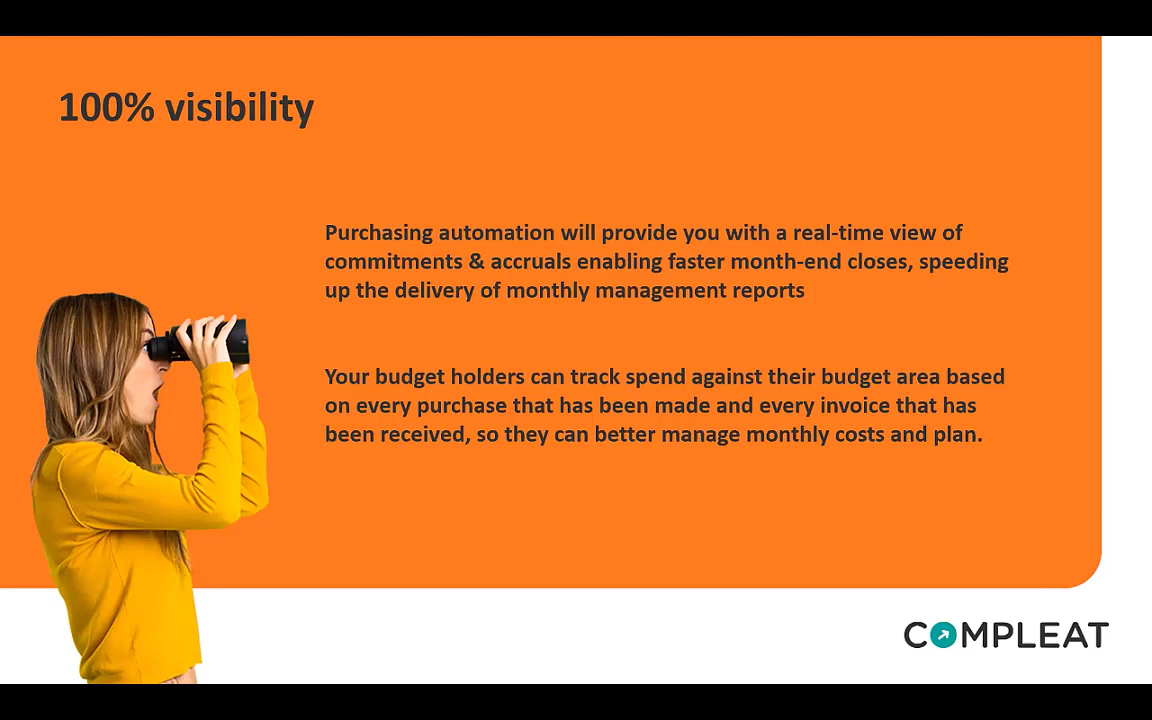 100% visibility
Purchasing automation will provide you with a real-time view of
commitments & accruals enabling faster month-end closes, speeding
up the delivery of monthly management reports
Your budget holders can track spend against their budget area based
on every purchase that has been made and every invoice that has
been received, so they can better manage monthly costs and plan.
COMPLEAT